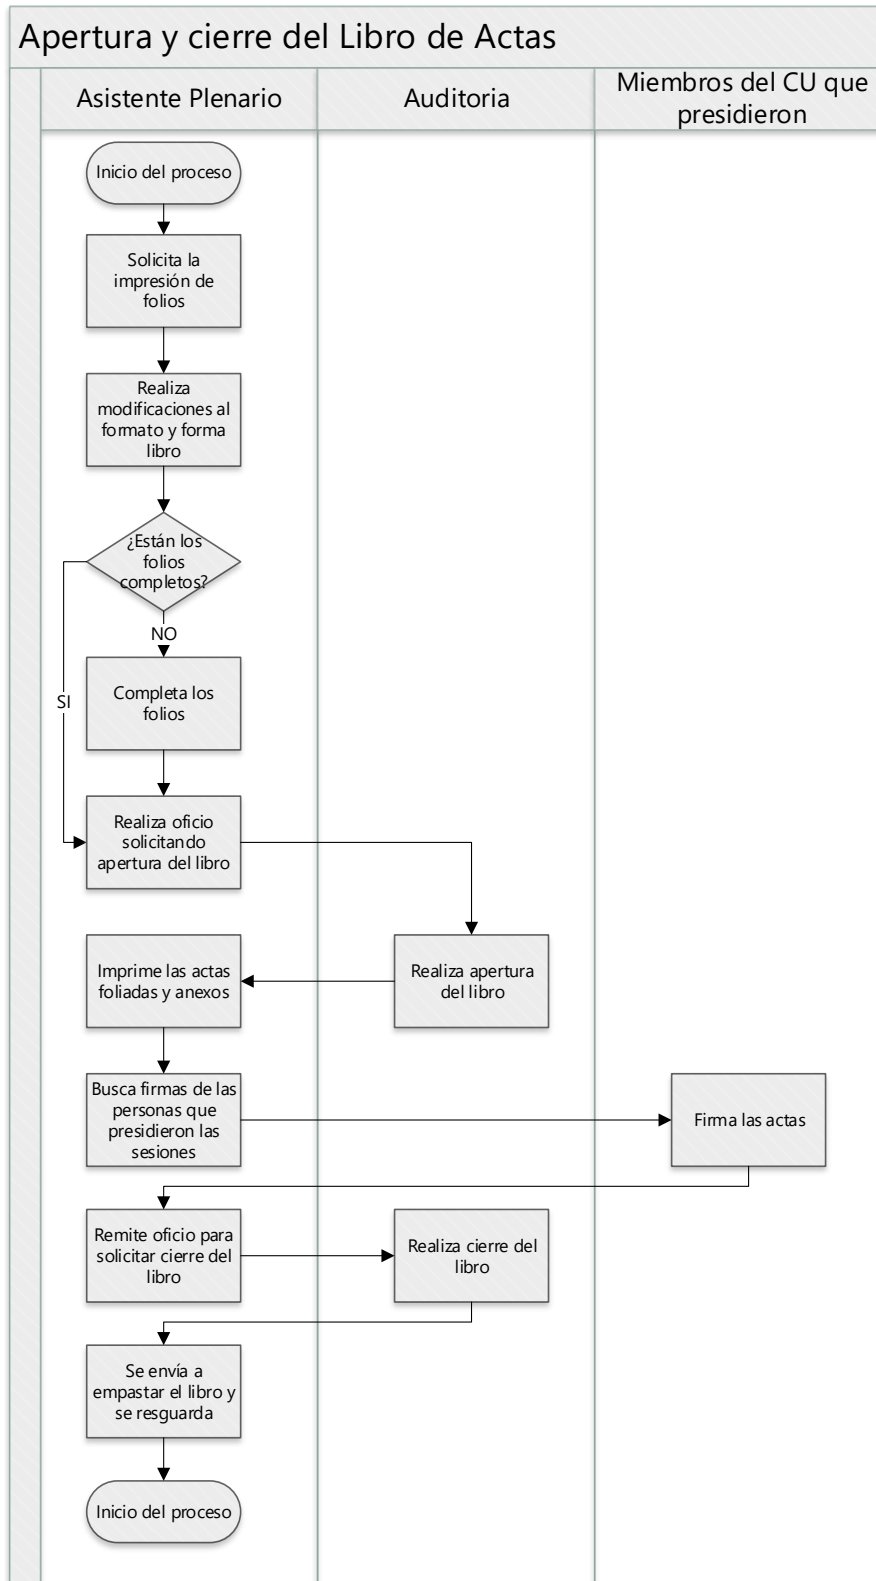 Apertura y cierre del Libro de Actas
Asistente Plenario
Auditoria
Miembros del CU que
presidieron
Inicio del proceso
Solicita la
impresión de
folios
Realiza
modificaciones al
formato y forma
libro
¿Están los
folios
completos?
NO
SI
Completa los
folios
Realiza oficio
solicitando
apertura del libro
Realiza apertura
del libro
Imprime las actas
foliadas y anexos
Busca firmas de las
personas que
presidieron las
sesiones
Firma las actas
Remite oficio para
solicitar cierre del
libro
Realiza cierre del
libro
Se envía a
empastar el libro y
se resguarda
Inicio del proceso